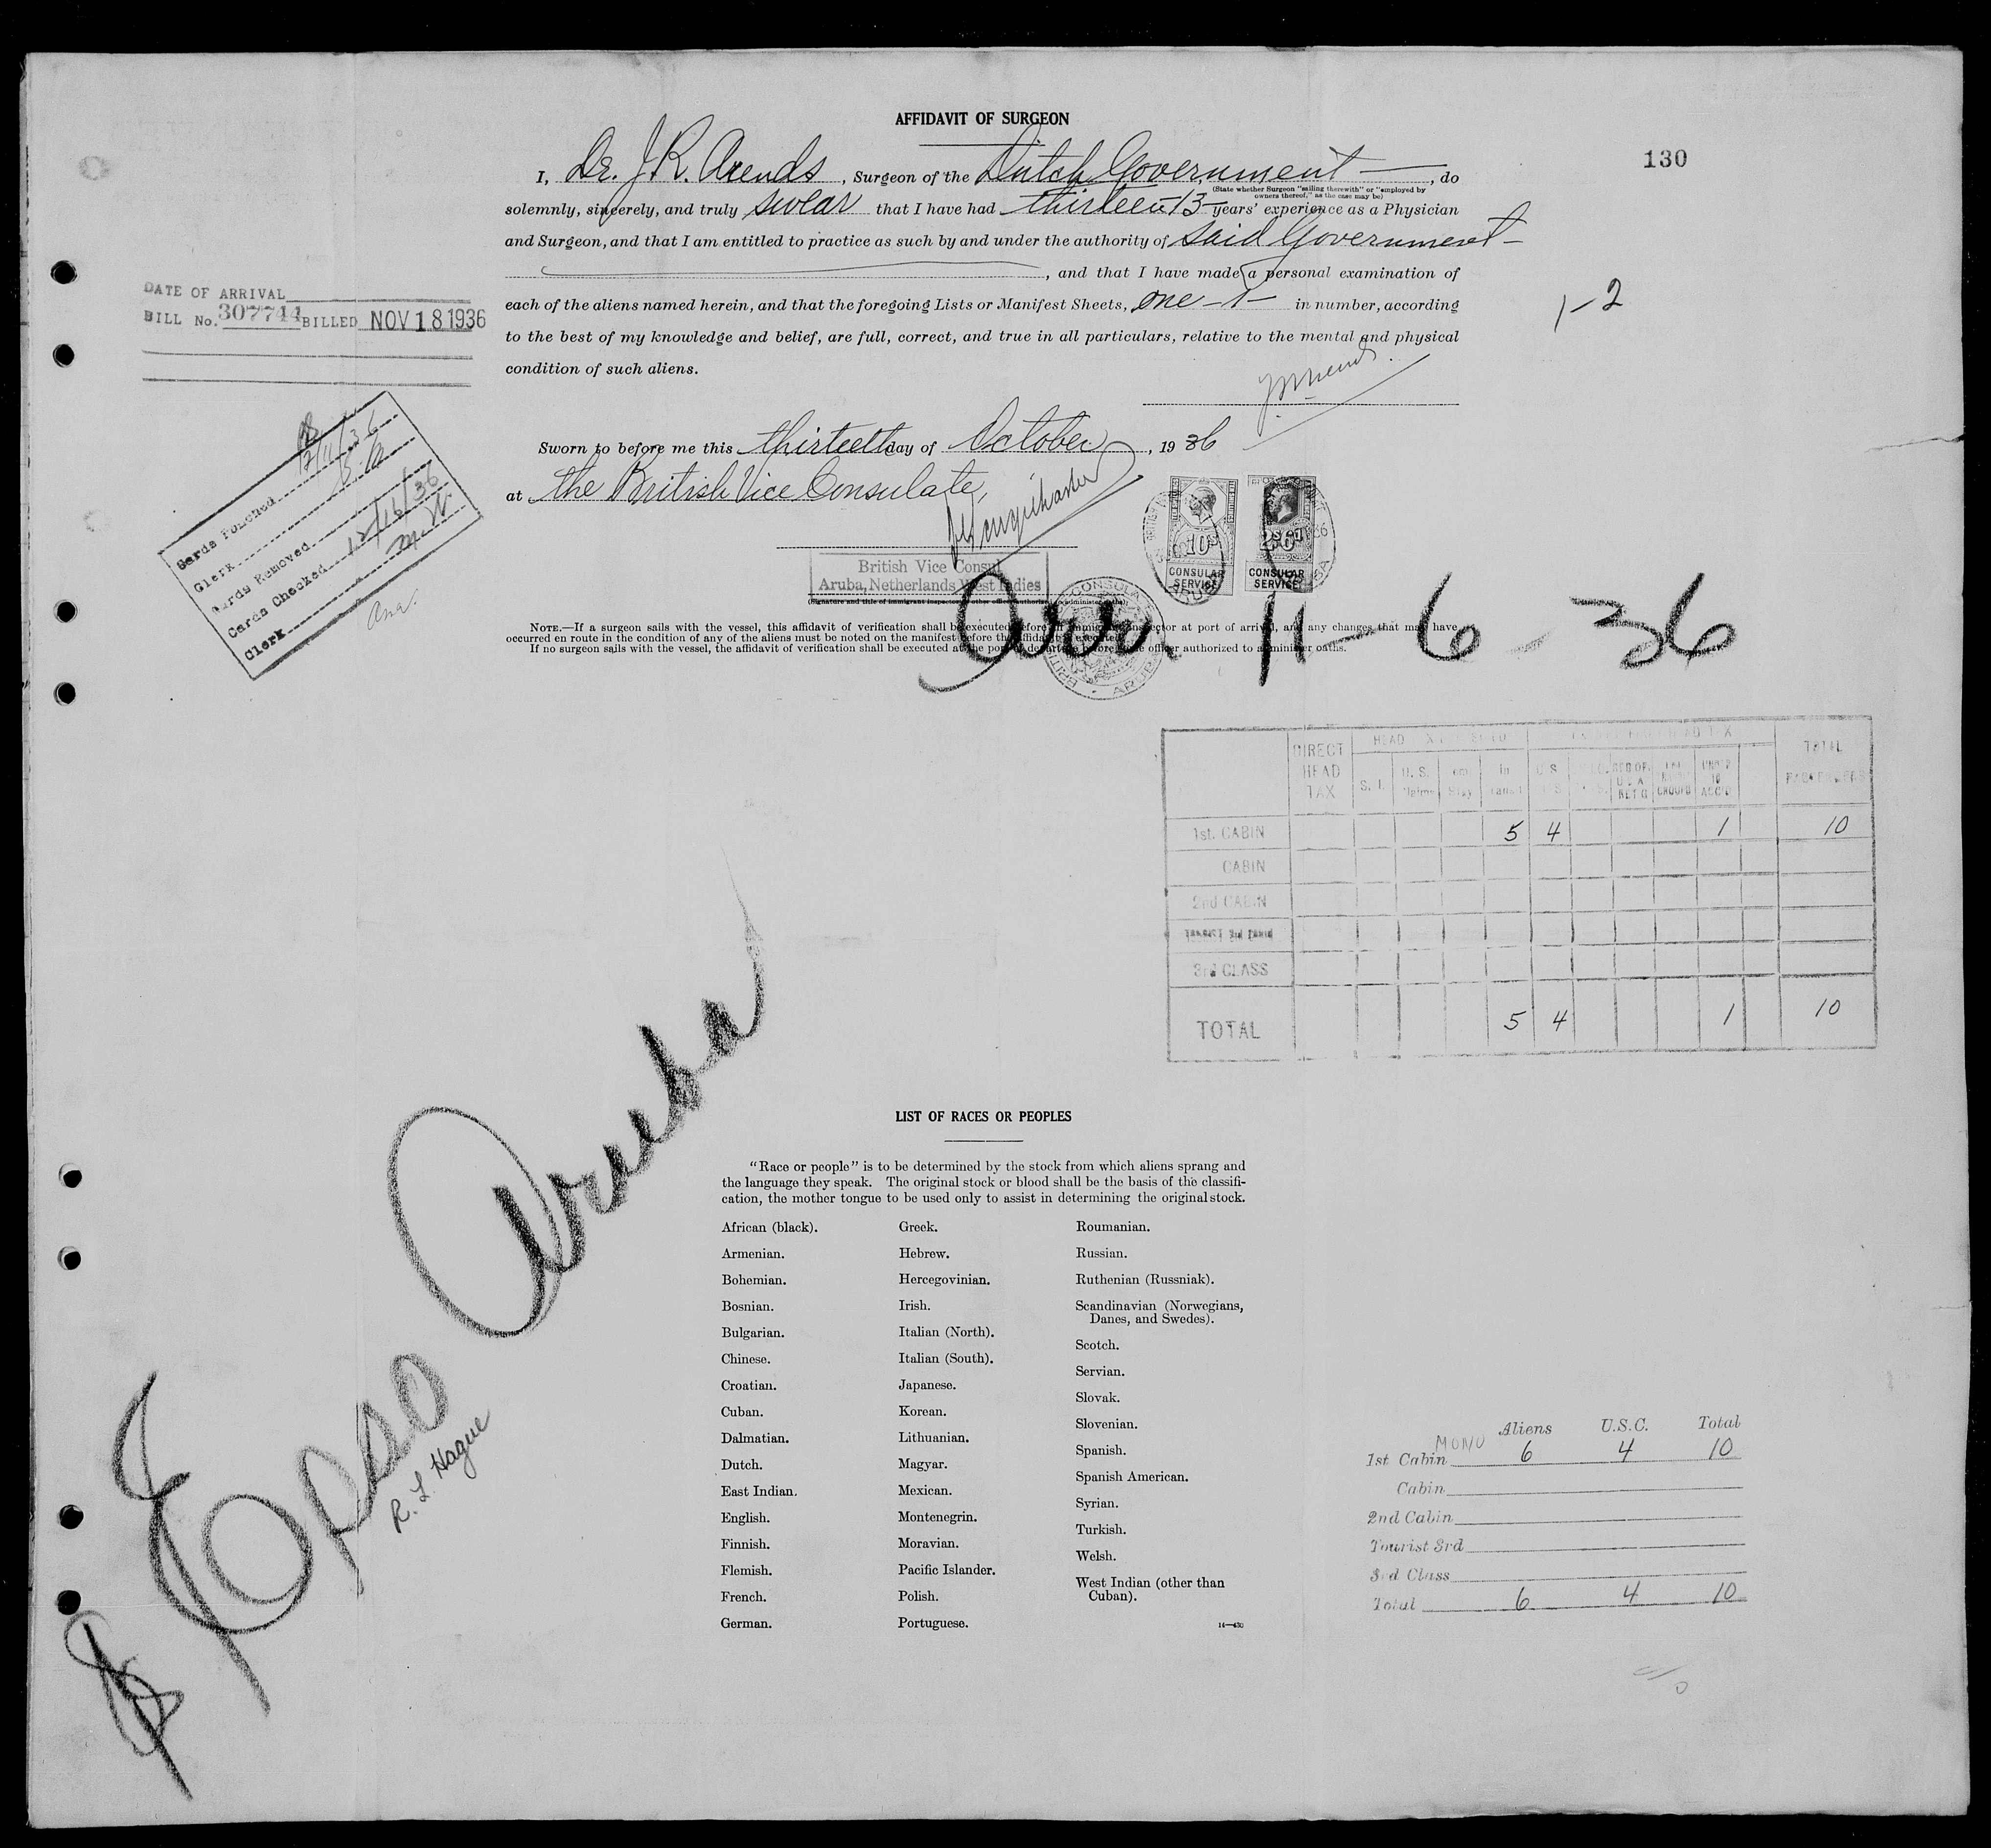 AFFIDAVIT OF SURGEON
130
I, Dr. J.R. Arends, Surgeon of the Dutch Government —, do
(State whether Surgeon "sailing therewith" or "employed by
owners thereof," as the case may be)
solemnly, sincerely, and truly swear that I have had thirteen-13- years' experience as a Physician
and Surgeon, and that I am entitled to practice as such by and under the authority of said Government —
, and that I have made a personal examination of
each of the aliens named herein, and that the foregoing Lists or Manifest Sheets, one -1- in number, according
to the best of my knowledge and belief, are full, correct, and true in all particulars, relative to the mental and physical
condition of such aliens.
1-2
DATE OF ARRIVAL
BILL No. 307744 BILLED NOV 18 1936
Sworn to before me this thirteenth day of October, 1936
at the British Vice Consulate,
British Vice Consul
Aruba, Netherlands West Indies
10s
CONSULAR
SERVICE
2s6d
CONSULAR
SERVICE
Cards Punched
Clerk
Cards Removed
Cards Checked 12/16/36
Clerk
Arr. 11-6-36
NOTE.—If a surgeon sails with the vessel, this affidavit of verification shall be executed before an immigrant inspector at port of arrival, and any changes that may have
occurred en route in the condition of any of the aliens must be noted on the manifest before the affidavit is executed.
If no surgeon sails with the vessel, the affidavit of verification shall be executed at the port of departure before some officer authorized to administer oaths.
DIRECT HEAD TAX
TOTAL
1st. CABIN 5 4 1 10
CABIN
2nd CABIN
3rd CLASS
TOTAL 5 4 1 10
Esso Aruba
R. L. Hague
LIST OF RACES OR PEOPLES
"Race or people" is to be determined by the stock from which aliens sprang and
the language they speak. The original stock or blood shall be the basis of the classifi-
cation, the mother tongue to be used only to assist in determining the original stock.
African (black).
Armenian.
Bohemian.
Bosnian.
Bulgarian.
Chinese.
Croatian.
Cuban.
Dalmatian.
Dutch.
East Indian.
English.
Finnish.
Flemish.
French.
German.
Greek.
Hebrew.
Hercegovinian.
Irish.
Italian (North).
Italian (South).
Japanese.
Korean.
Lithuanian.
Magyar.
Mexican.
Montenegrin.
Moravian.
Pacific Islander.
Polish.
Portuguese.
Roumanian.
Russian.
Ruthenian (Russniak).
Scandinavian (Norwegians,
Danes, and Swedes).
Scotch.
Servian.
Slovak.
Slovenian.
Spanish.
Spanish American.
Syrian.
Turkish.
Welsh.
West Indian (other than
Cuban).
14—430
Aliens U.S.C. Total
MONO
1st Cabin 6 4 10
Cabin
2nd Cabin
Tourist 3rd
3rd Class
Total 6 4 10